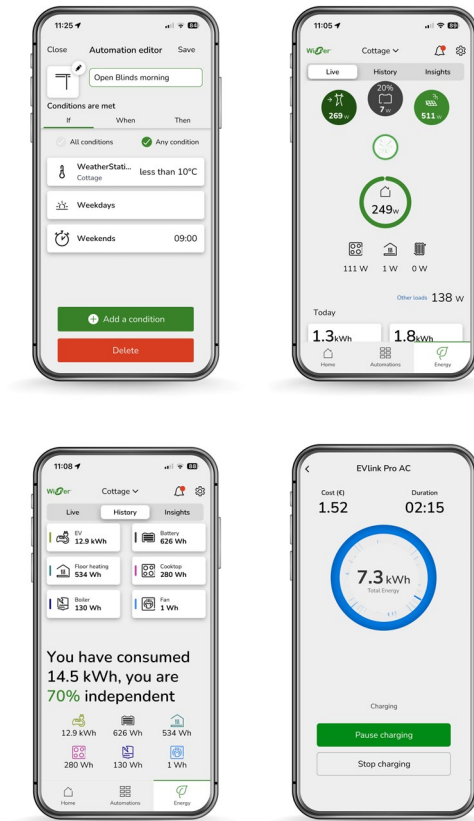 11:25
84
Close
Automation editor
Save
Open Blinds morning
Conditions are met
If
When
Then
All conditions
Any condition
WeatherStati...
Cottage
less than 10°C
Weekdays
Weekends
09:00
Add a condition
Delete
11:05
89
Wiser
Cottage
Live
History
Insights
269 w
20%
7 w
511 w
249w
111 W
1 W
0 W
Other loads
138 w
Today
1.3kWh
1.8kWh
Home
Automations
Energy
11:08
88
Wiser
Cottage
Live
History
Insights
EV
12.9 kWh
Battery
626 Wh
Floor heating
534 Wh
Cooktop
280 Wh
Boiler
130 Wh
Fan
1 Wh
You have consumed
14.5 kWh, you are
70% independent
12.9 kWh
626 Wh
534 Wh
280 Wh
130 Wh
1 Wh
Home
Automations
Energy
EVlink Pro AC
Cost (€)
1.52
Duration
02:15
7.3 kWh
Total Energy
Charging
Pause charging
Stop charging